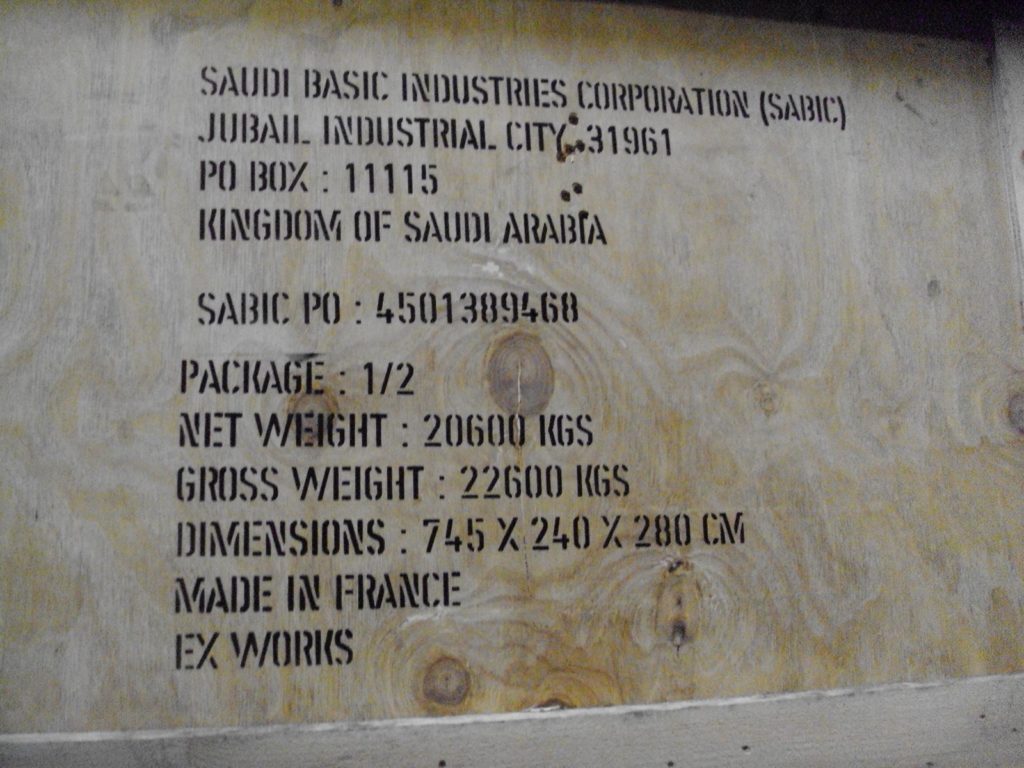 SAUDI BASIC INDUSTRIES CORPORATION (SABIC)
JUBAIL INDUSTRIAL CITY, 31961
PO BOX : 11115
KINGDOM OF SAUDI ARABIA
SABIC PO : 4501389468
PACKAGE : 1/2
NET WEIGHT : 20600 KGS
GROSS WEIGHT : 22600 KGS
DIMENSIONS : 745 X 240 X 280 CM
MADE IN FRANCE
EX WORKS